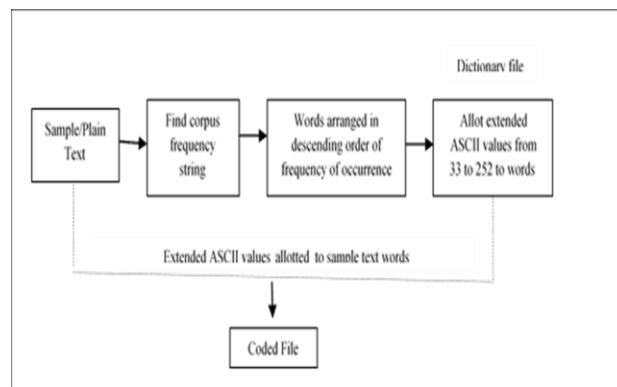 Dictionary file
Sample/Plain
Text
Find corpus
frequency
string
Words arranged in
descending order of
frequency of occurrence
Allot extended
ASCII values from
33 to 252 to words
Extended ASCII values allotted to sample text words
Coded File